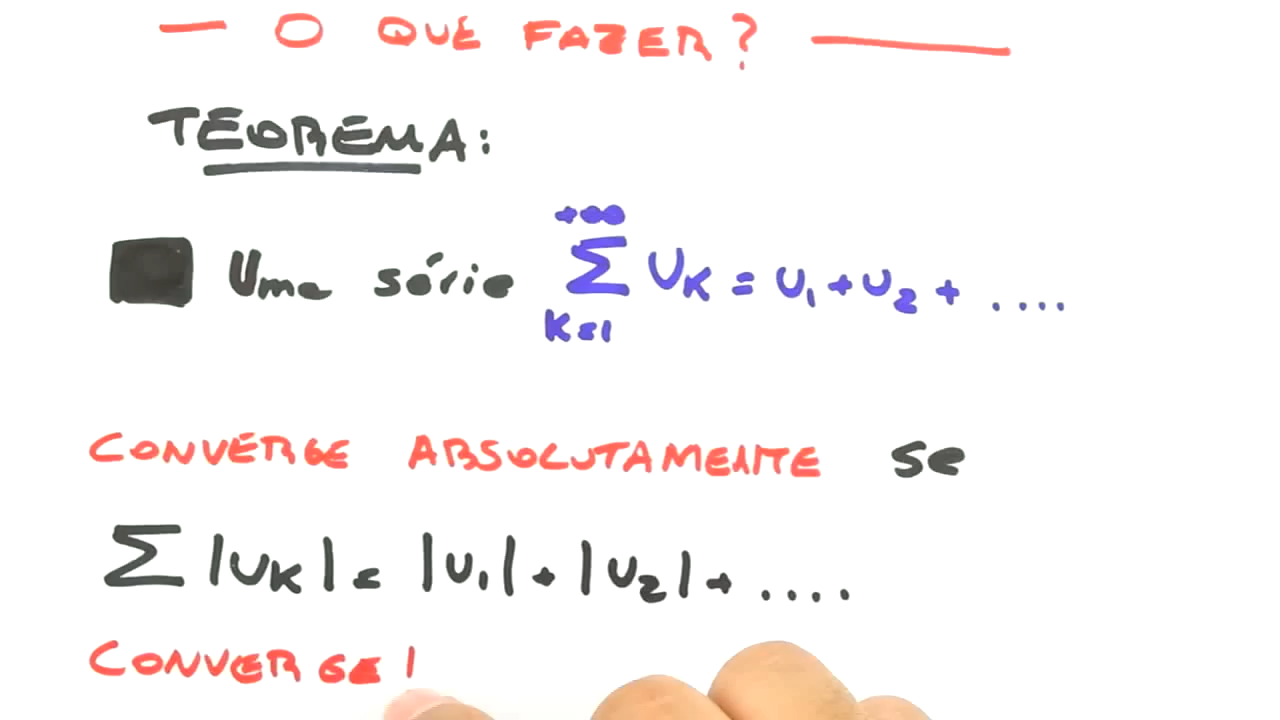 — O QUE FAZER? —
TEOREMA:
Uma série +∞ Σ K=1 UK = U1 + U2 + ....
CONVERGE ABSOLUTAMENTE se
Σ |UK| = |U1| + |U2| + ....
CONVERGE!